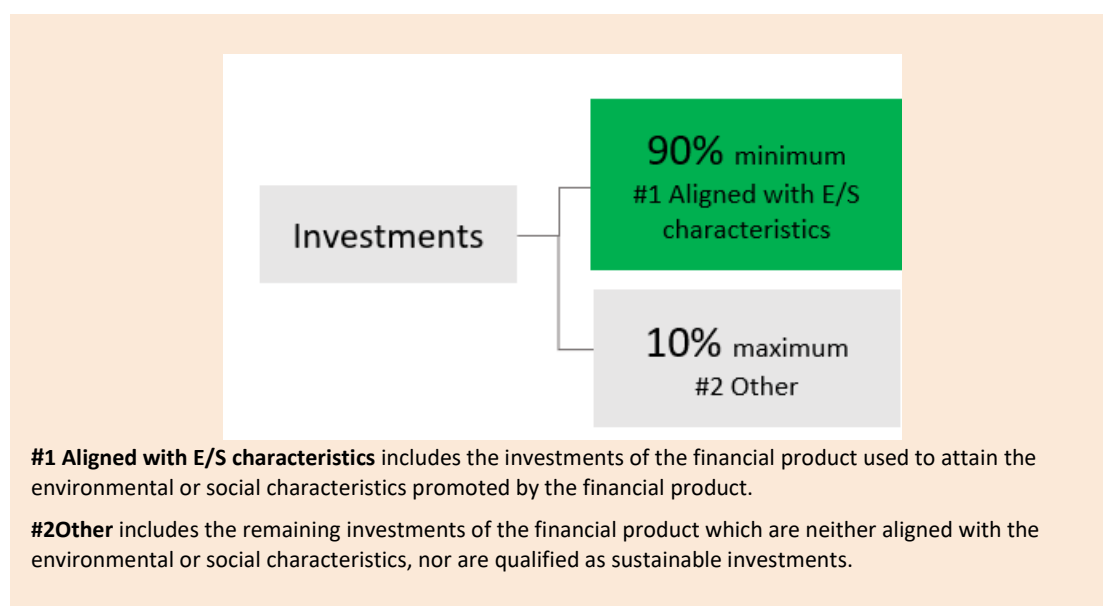 90% minimum
#1 Aligned with E/S
characteristics
Investments
10% maximum
#2 Other
#1 Aligned with E/S characteristics includes the investments of the financial product used to attain the
environmental or social characteristics promoted by the financial product.
#2Other includes the remaining investments of the financial product which are neither aligned with the
environmental or social characteristics, nor are qualified as sustainable investments.